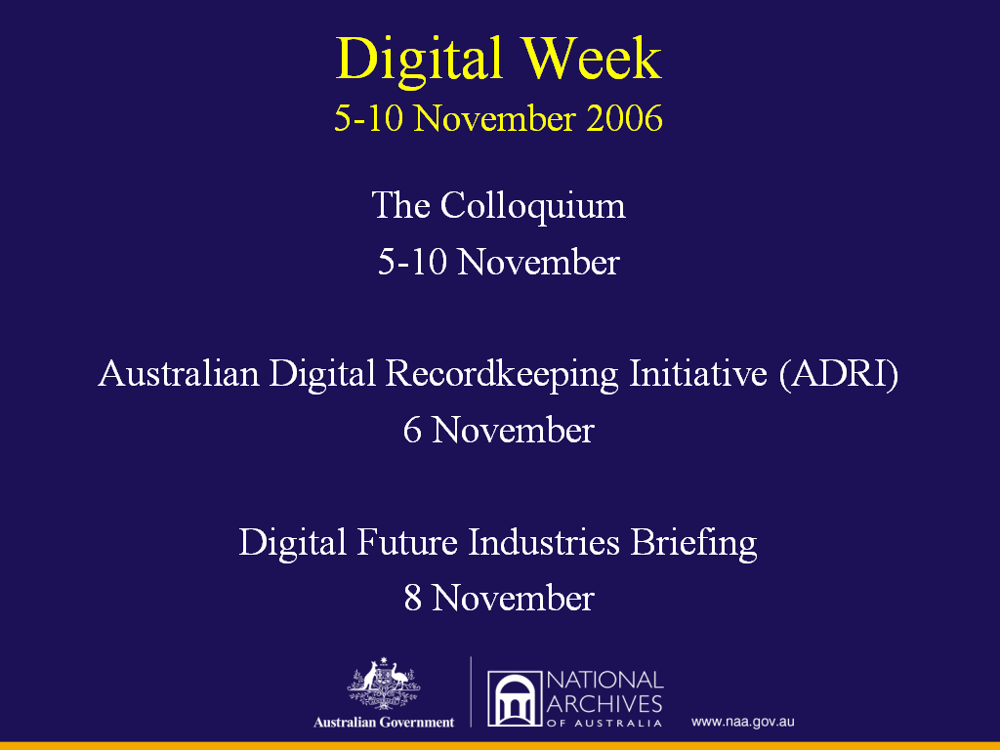 Digital Week
5-10 November 2006
The Colloquium
5-10 November
Australian Digital Recordkeeping Initiative (ADRI)
6 November
Digital Future Industries Briefing
8 November
Australian Government
NATIONAL
ARCHIVES
OF AUSTRALIA
www.naa.gov.au